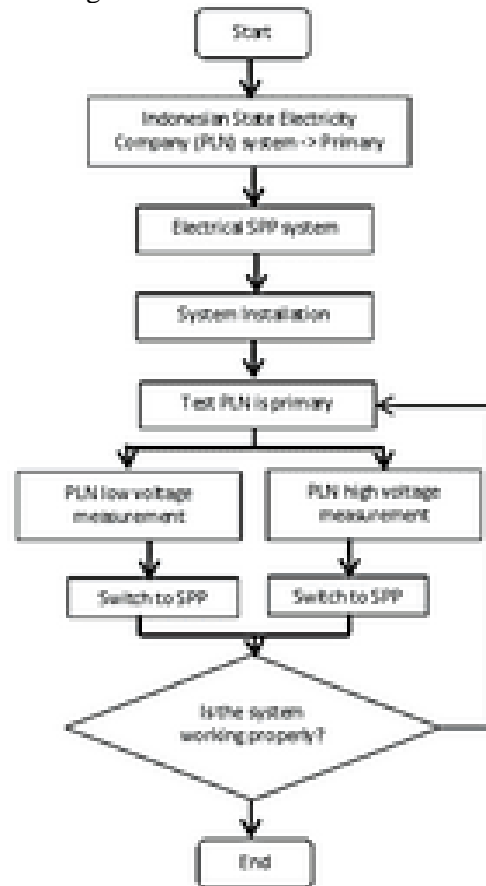 Start
Indonesian State Electricity
Company (PLN) system -> Primary
Electrical SPP system
System Installation
Test PLN is primary
PLN low voltage
measurement
PLN high voltage
measurement
Switch to SPP
Switch to SPP
Is the system
working properly?
End